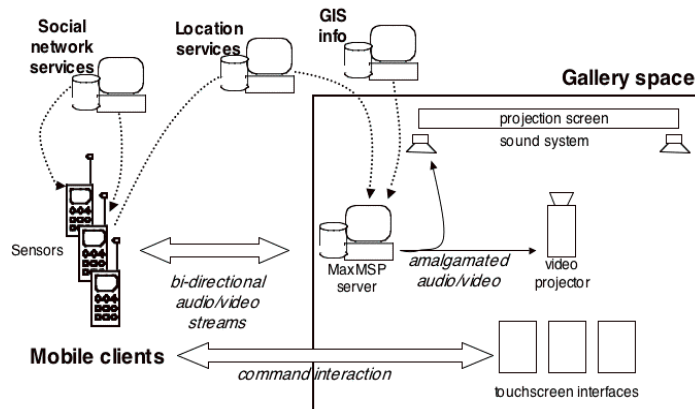 Social
network
services
Location
services
GIS
info
Gallery space
projection screen
sound system
Sensors
MaxMSP
server
amalgamated
audio/video
video
projector
bi-directional
audio/video
streams
Mobile clients
command interaction
touchscreen interfaces